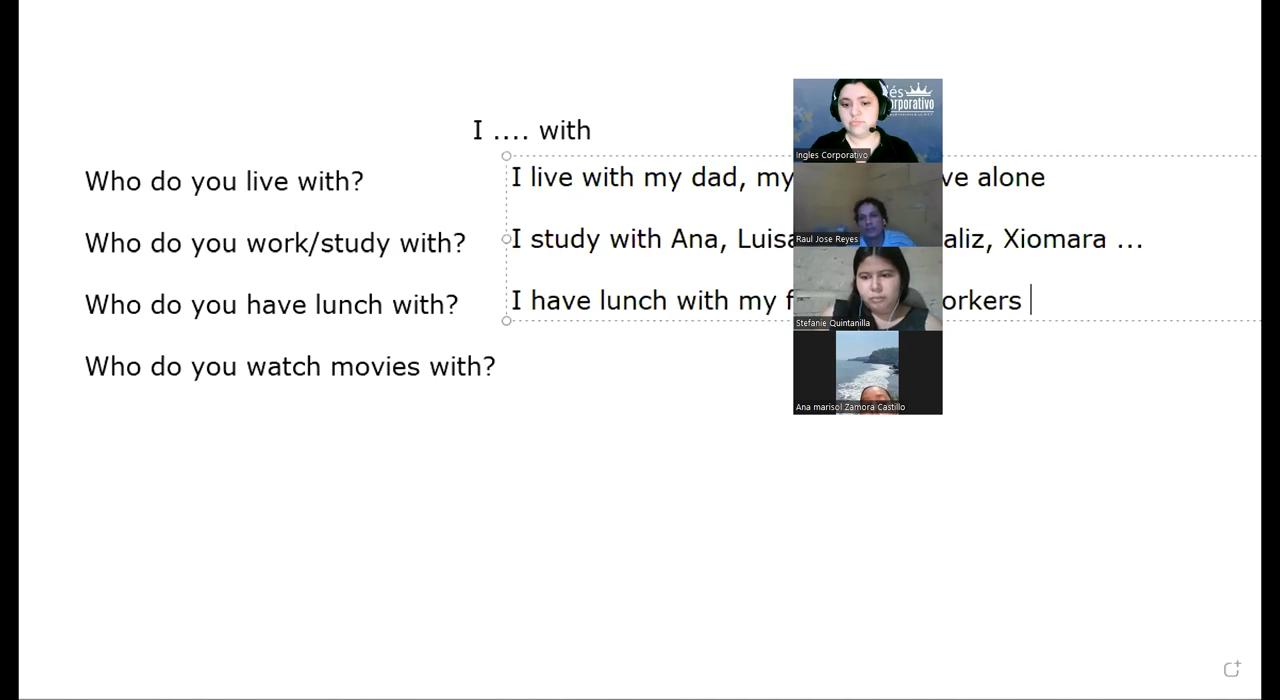 I .... with
Who do you live with?
I live with my dad, my ve alone
Who do you work/study with?
I study with Ana, Luisa aliz, Xiomara ...
Who do you have lunch with?
I have lunch with my f orkers
Who do you watch movies with?
és
orporativo
Ingles Corporativo
Raul Jose Reyes
Stefanie Quintanilla
Ana marisol Zamora Castillo